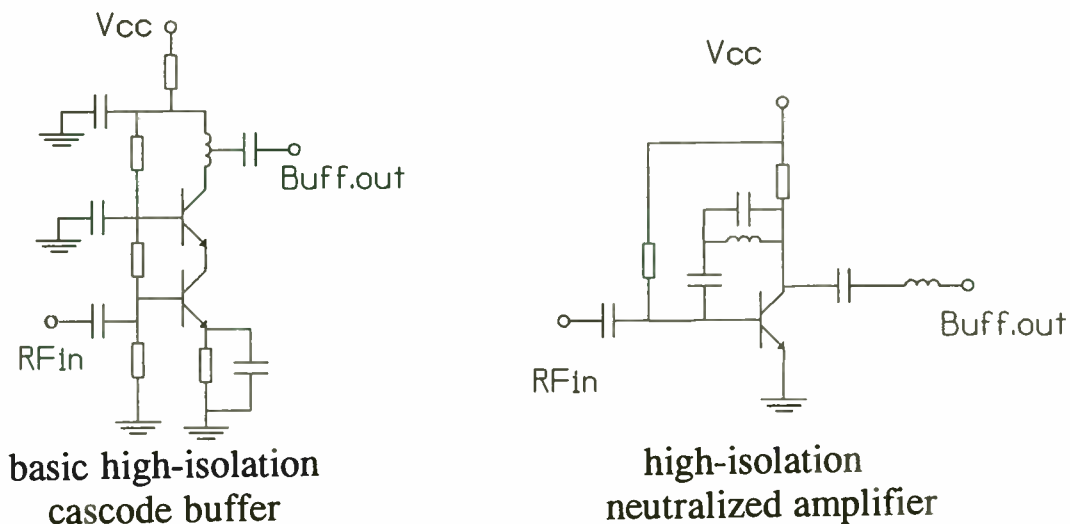 Vcc
Buff.out
RFin
basic high-isolation
cascode buffer
Vcc
Buff.out
RFin
high-isolation
neutralized amplifier